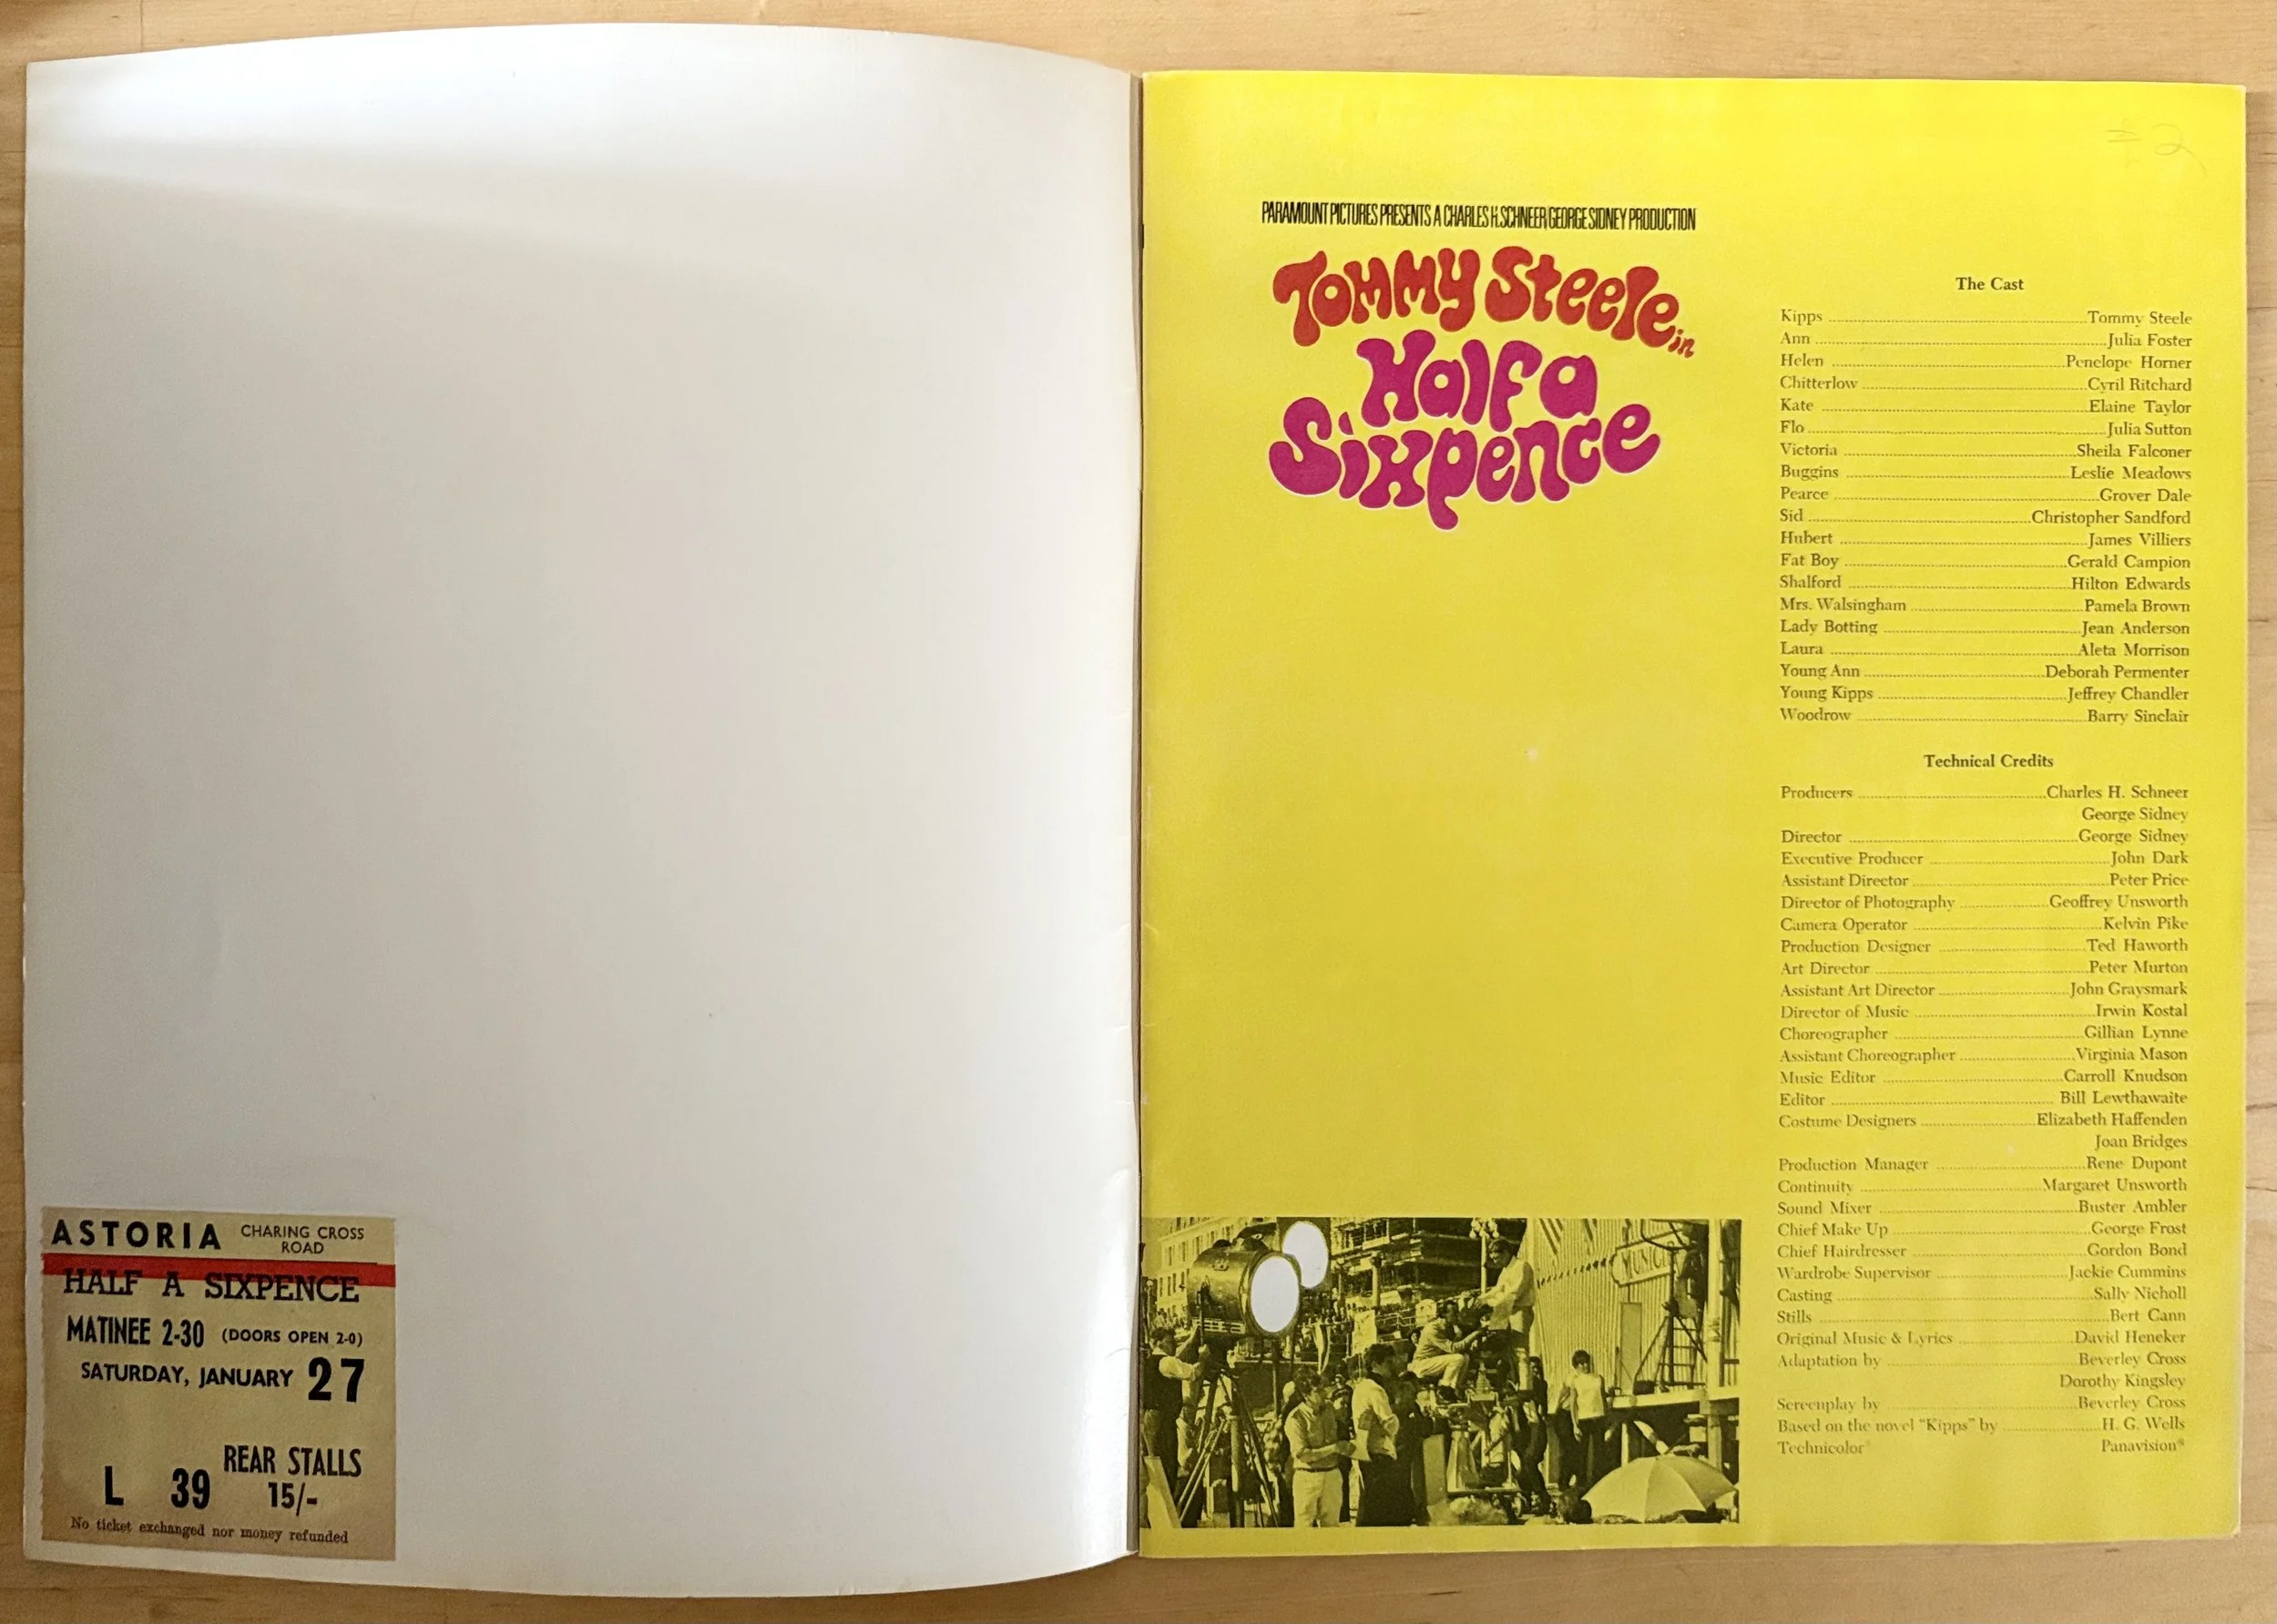 ASTORIA CHARING CROSS ROAD
HALF A SIXPENCE
MATINEE 2-30 (DOORS OPEN 2-0)
SATURDAY, JANUARY 27
REAR STALLS
L 39 15/-
No ticket exchanged nor money refunded
PARAMOUNT PICTURES PRESENTS A CHARLES H. SCHNEER/GEORGE SIDNEY PRODUCTION
Tommy Steele in
Half a
Sixpence
MUNICI
#2
The Cast
Kipps Tommy Steele
Ann Julia Foster
Helen Penelope Horner
Chitterlow Cyril Ritchard
Kate Elaine Taylor
Flo Julia Sutton
Victoria Sheila Falconer
Buggins Leslie Meadows
Pearce Grover Dale
Sid Christopher Sandford
Hubert James Villiers
Fat Boy Gerald Campion
Shalford Hilton Edwards
Mrs. Walsingham Pamela Brown
Lady Botting Jean Anderson
Laura Aleta Morrison
Young Ann Deborah Permenter
Young Kipps Jeffrey Chandler
Woodrow Barry Sinclair
Technical Credits
Producers Charles H. Schneer
George Sidney
Director George Sidney
Executive Producer John Dark
Assistant Director Peter Price
Director of Photography Geoffrey Unsworth
Camera Operator Kelvin Pike
Production Designer Ted Haworth
Art Director Peter Murton
Assistant Art Director John Graysmark
Director of Music Irwin Kostal
Choreographer Gillian Lynne
Assistant Choreographer Virginia Mason
Music Editor Carroll Knudson
Editor Bill Lewthawaite
Costume Designers Elizabeth Haffenden
Joan Bridges
Production Manager Rene Dupont
Continuity Margaret Unsworth
Sound Mixer Buster Ambler
Chief Make Up George Frost
Chief Hairdresser Gordon Bond
Wardrobe Supervisor Jackie Cummins
Casting Sally Nicholl
Stills Bert Cann
Original Music & Lyrics David Heneker
Adaptation by Beverley Cross
Dorothy Kingsley
Screenplay by Beverley Cross
Based on the novel "Kipps" by H. G. Wells
Technicolor® Panavision®